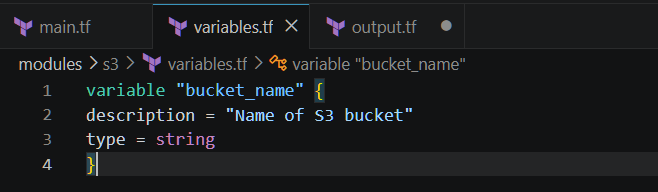 main.tf variables.tf output.tf
modules > s3 > variables.tf > variable "bucket_name"
1 variable "bucket_name" {
2 description = "Name of S3 bucket"
3 type = string
4 }